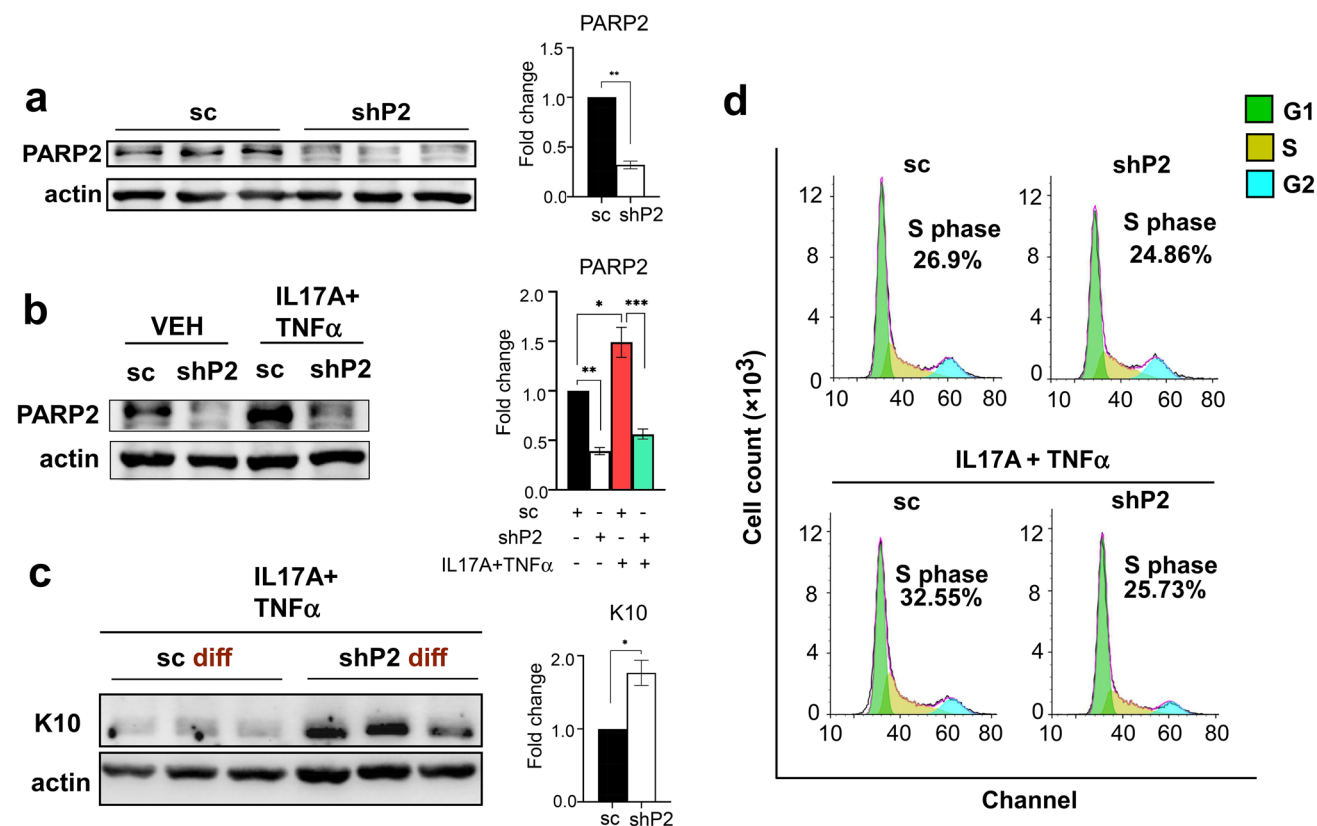 a
sc shP2
PARP2
actin
PARP2
Fold change
1.5
1.0
0.5
0.0
**
sc shP2
b
VEH
IL17A+
TNFα
sc shP2 sc shP2
PARP2
actin
PARP2
Fold change
2.0
1.5
1.0
0.5
0.0
** * ***
sc + - + -
shP2 - + - +
IL17A+TNFα - - + +
c
IL17A+
TNFα
sc diff shP2 diff
K10
actin
K10
Fold change
2.0
1.0
0.0
*
sc shP2
d
G1
S
G2
Cell count (×10³)
sc
12
8
4
0
10 40 60 80
S phase
26.9%
shP2
12
8
4
0
10 40 60 80
S phase
24.86%
IL17A + TNFα
sc
12
8
4
0
10 40 60 80
S phase
32.55%
shP2
12
8
4
0
10 40 60 80
S phase
25.73%
Channel